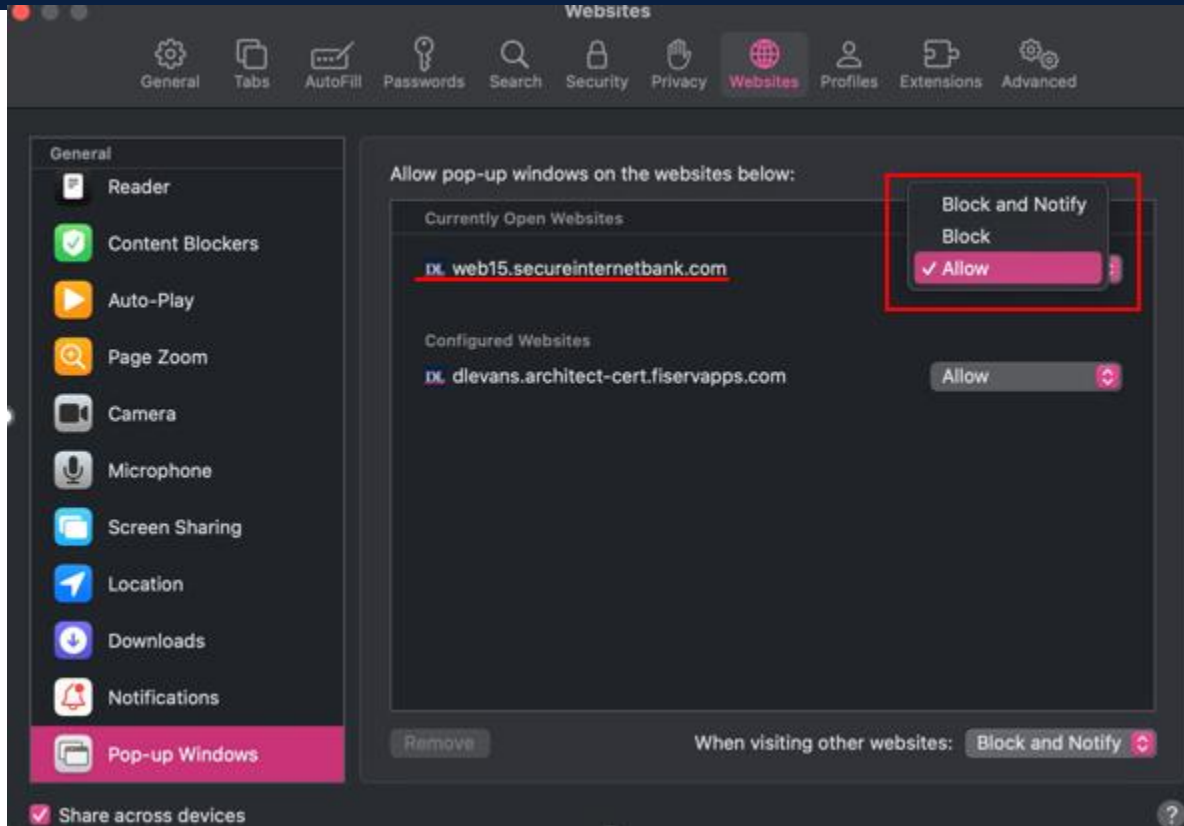 Websites
General
Tabs
AutoFill
Passwords
Search
Security
Privacy
Websites
Profiles
Extensions
Advanced
General
Reader
Content Blockers
Auto-Play
Page Zoom
Camera
Microphone
Screen Sharing
Location
Downloads
Notifications
Pop-up Windows
Share across devices
Allow pop-up windows on the websites below:
Currently Open Websites
DL web15.secureinternetbank.com
Block and Notify
Block
✓ Allow
Configured Websites
DL dlevans.architect-cert.fiservapps.com
Allow
Remove
When visiting other websites:
Block and Notify
?